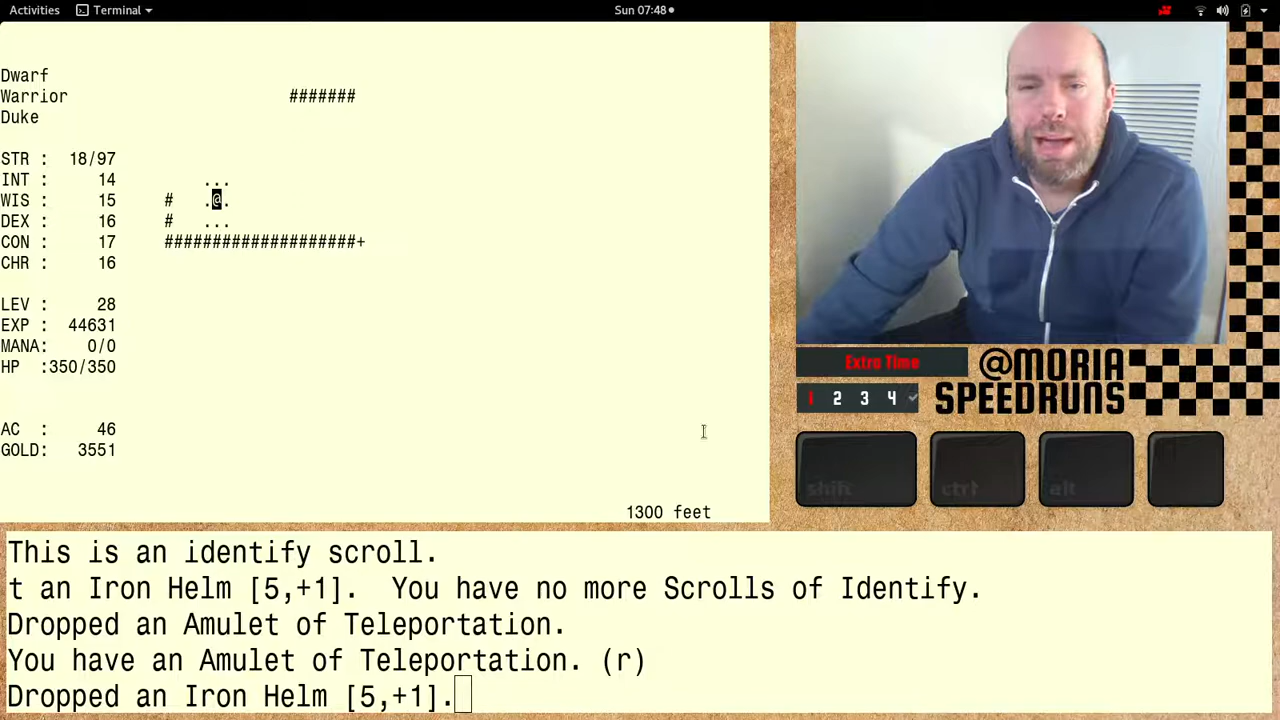 Activities Terminal Sun 07:48
Dwarf
Warrior #######
Duke
STR : 18/97
INT : 14 ...
WIS : 15 # .@.
DEX : 16 # ...
CON : 17 ####################+
CHR : 16
LEV : 28
EXP : 44631
MANA: 0/0
HP :350/350
AC : 46
GOLD: 3551
1300 feet
Extra Time
1 2 3 4
@MORIA
SPEEDRUNS
shift ctrl alt
This is an identify scroll.
t an Iron Helm [5,+1]. You have no more Scrolls of Identify.
Dropped an Amulet of Teleportation.
You have an Amulet of Teleportation. (r)
Dropped an Iron Helm [5,+1].